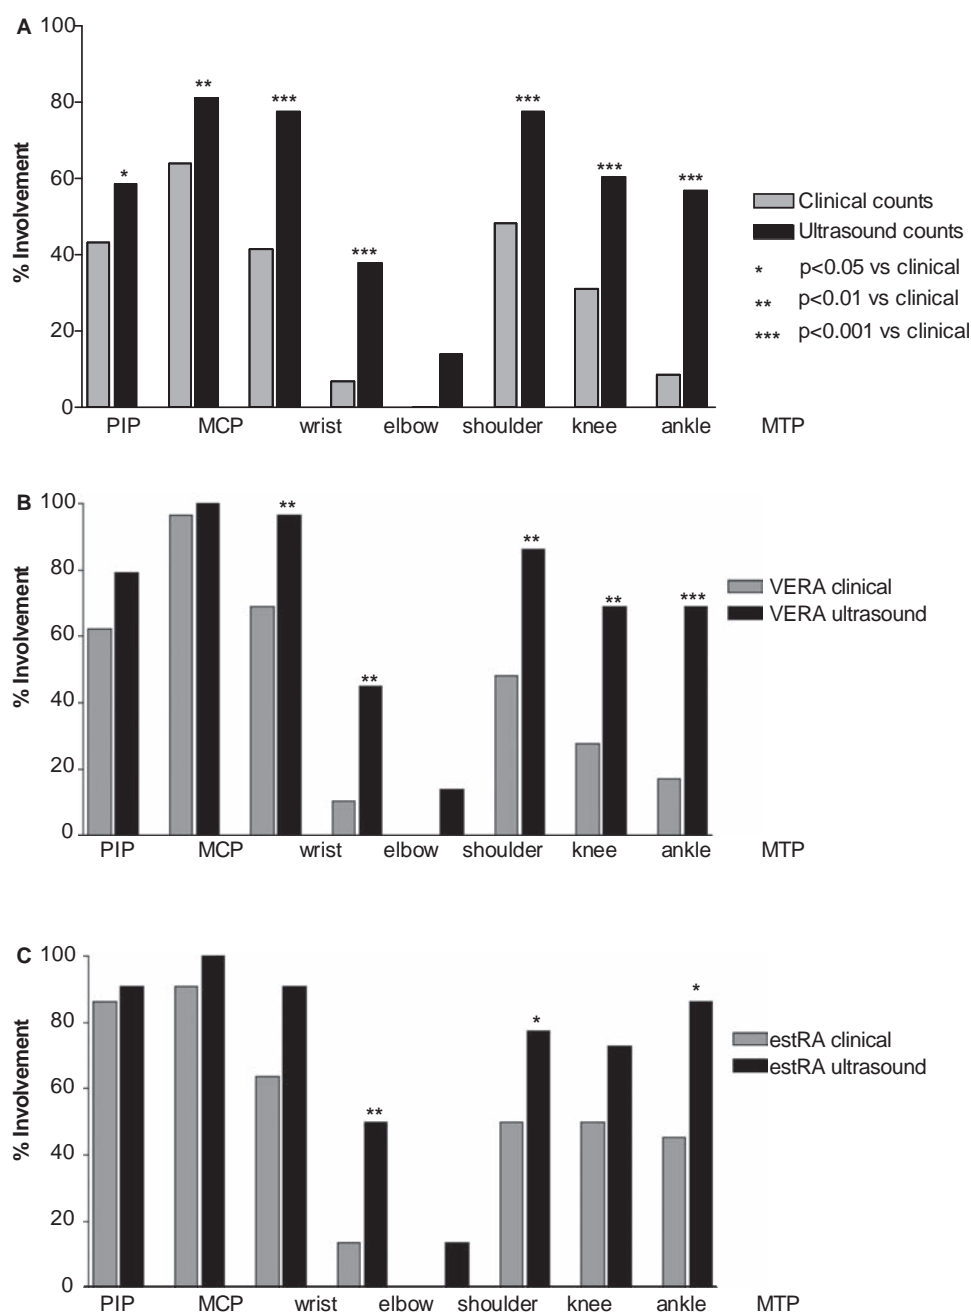 A
100
80
60
40
20
0
% Involvement
* ** *** *** *** *** ***
PIP MCP wrist elbow shoulder knee ankle MTP
Clinical counts
Ultrasound counts
* p<0.05 vs clinical
** p<0.01 vs clinical
*** p<0.001 vs clinical
B
100
80
60
40
20
0
% Involvement
** ** ** ** ***
PIP MCP wrist elbow shoulder knee ankle MTP
VERA clinical
VERA ultrasound
C
100
80
60
40
20
0
% Involvement
** * *
PIP MCP wrist elbow shoulder knee ankle MTP
estRA clinical
estRA ultrasound